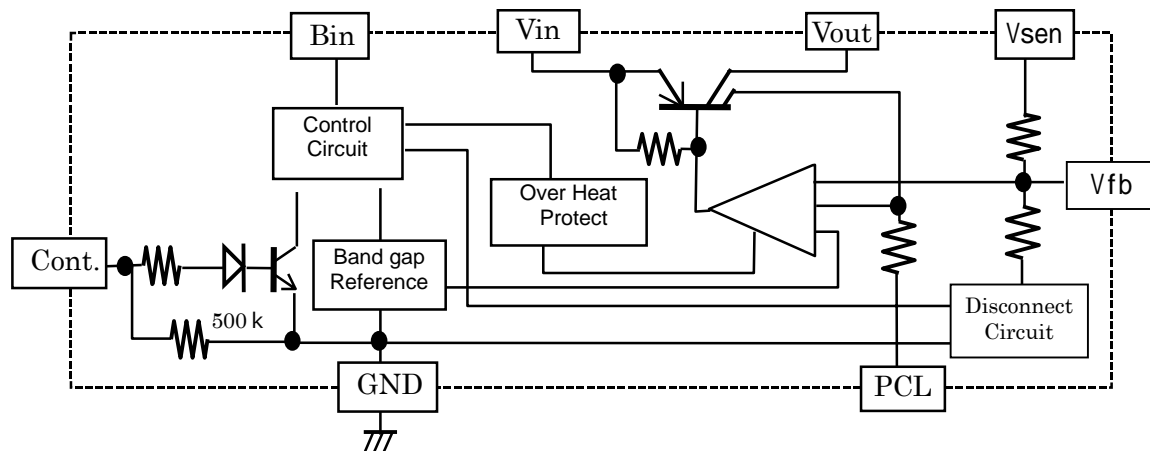 Bin
Vin
Vout
Vsen
Control
Circuit
Over Heat
Protect
Vfb
Cont.
Band gap
Reference
500 k
Disconnect
Circuit
GND
PCL